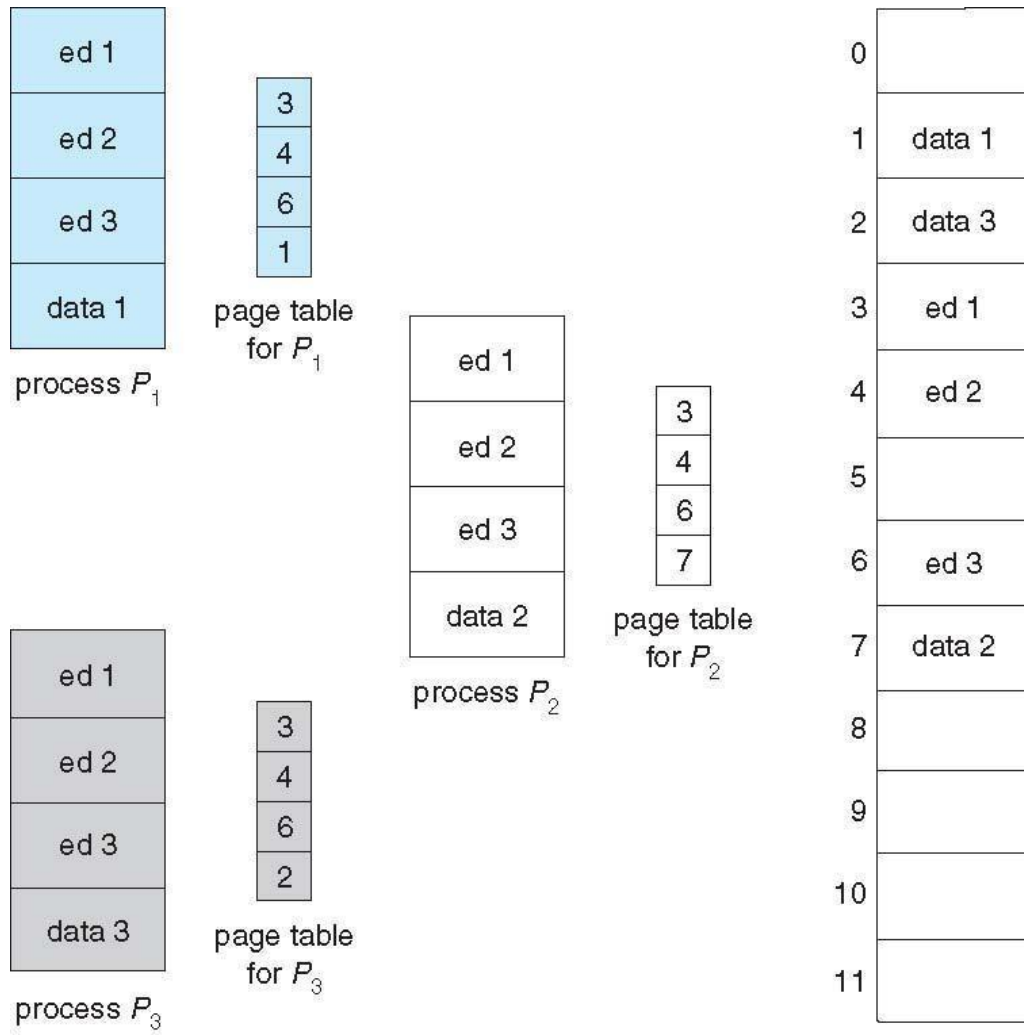 ed 1
ed 2
ed 3
data 1
process P1
3
4
6
1
page table
for P1
ed 1
ed 2
ed 3
data 2
process P2
3
4
6
7
page table
for P2
ed 1
ed 2
ed 3
data 3
process P3
3
4
6
2
page table
for P3
0
1 data 1
2 data 3
3 ed 1
4 ed 2
5
6 ed 3
7 data 2
8
9
10
11